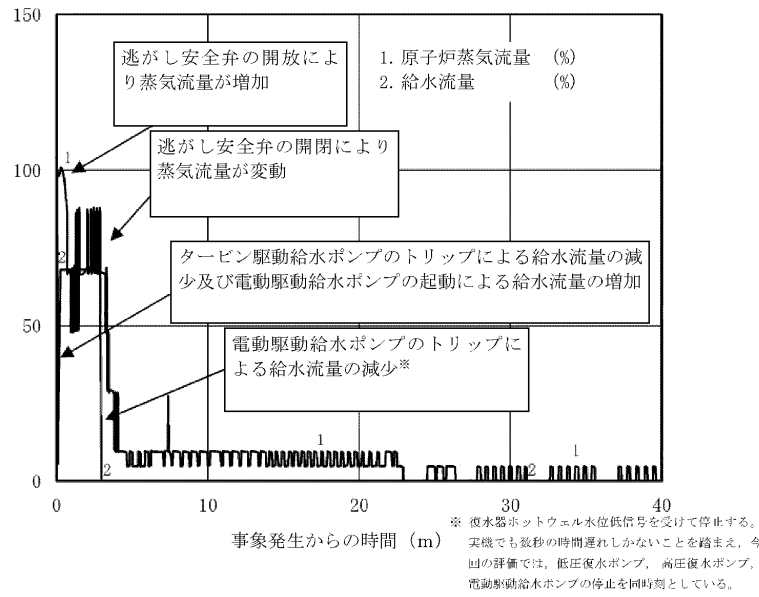 150
100
50
0
逃がし安全弁の開放によ
り蒸気流量が増加
1. 原子炉蒸気流量 (%)
2. 給水流量 (%)
逃がし安全弁の開閉により
蒸気流量が変動
タービン駆動給水ポンプのトリップによる給水流量の減
少及び電動駆動給水ポンプの起動による給水流量の増加
電動駆動給水ポンプのトリップに
よる給水流量の減少※
1
2
2
1
2
1
0 10 20 30 40
事象発生からの時間 (m)
※ 復水器ホットウェル水位低信号を受けて停止する。
実機でも数秒の時間遅れしかないことを踏まえ，今
回の評価では，低圧復水ポンプ，高圧復水ポンプ，
電動駆動給水ポンプの停止を同時刻としている。